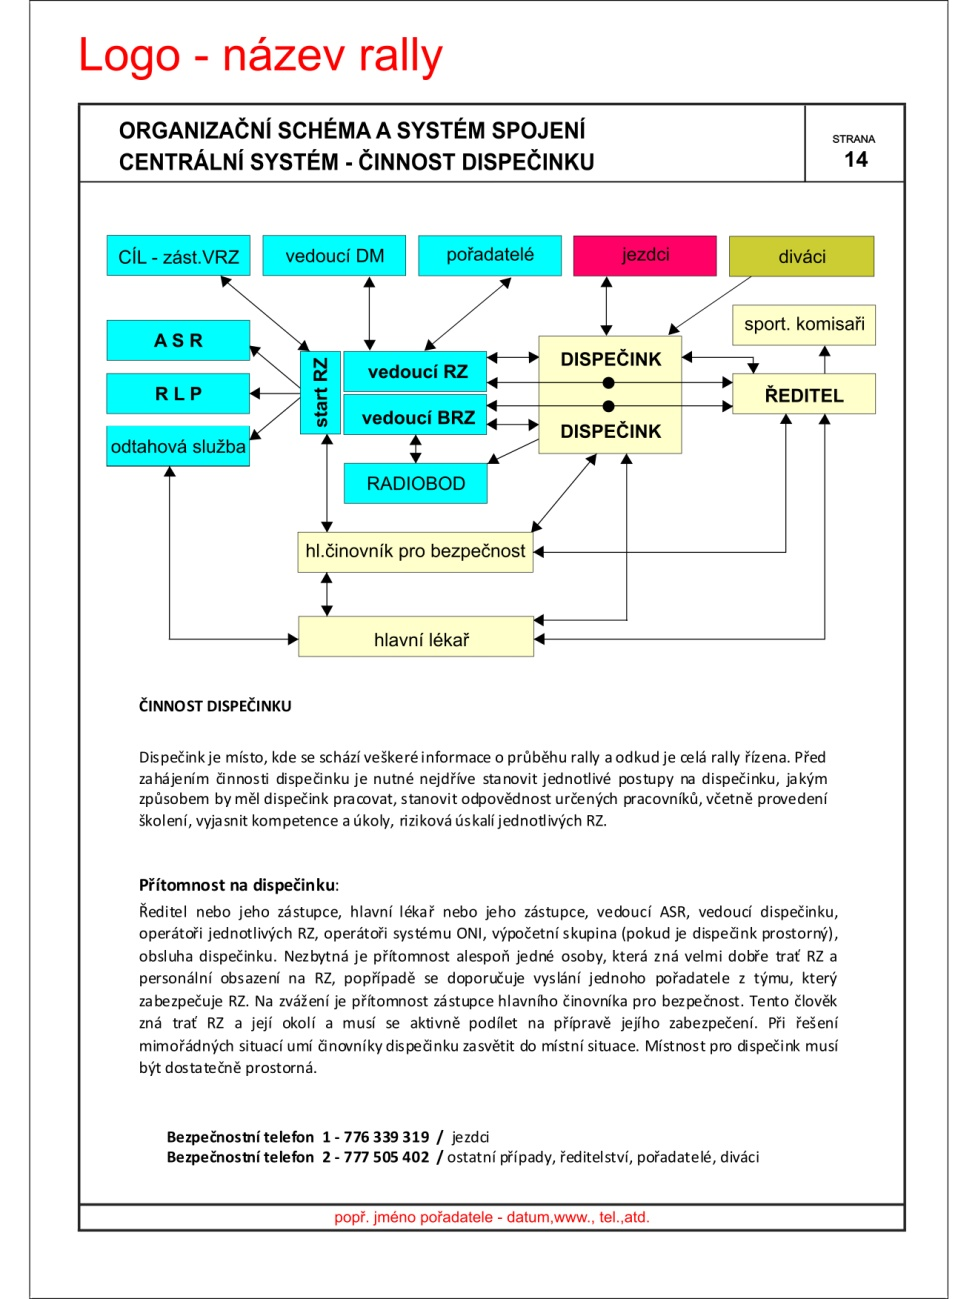 Logo - název rally
ORGANIZAČNÍ SCHÉMA A SYSTÉM SPOJENÍ
CENTRÁLNÍ SYSTÉM - ČINNOST DISPEČINKU
STRANA
14
CÍL - zást.VRZ
vedoucí DM
pořadatelé
jezdci
diváci
sport. komisaři
A S R
R L P
odtahová služba
start RZ
vedoucí RZ
vedoucí BRZ
RADIOBOD
DISPEČINK
DISPEČINK
ŘEDITEL
hl.činovník pro bezpečnost
hlavní lékař
ČINNOST DISPEČINKU
Dispečink je místo, kde se schází veškeré informace o průběhu rally a odkud je celá rally řízena. Před
zahájením činnosti dispečinku je nutné nejdříve stanovit jednotlivé postupy na dispečinku, jakým
způsobem by měl dispečink pracovat, stanovit odpovědnost určených pracovníků, včetně provedení
školení, vyjasnit kompetence a úkoly, riziková úskalí jednotlivých RZ.
Přítomnost na dispečinku:
Ředitel nebo jeho zástupce, hlavní lékař nebo jeho zástupce, vedoucí ASR, vedoucí dispečinku,
operátoři jednotlivých RZ, operátoři systému ONI, výpočetní skupina (pokud je dispečink prostorný),
obsluha dispečinku. Nezbytná je přítomnost alespoň jedné osoby, která zná velmi dobře trať RZ a
personální obsazení na RZ, popřípadě se doporučuje vyslání jednoho pořadatele z týmu, který
zabezpečuje RZ. Na zvážení je přítomnost zástupce hlavního činovníka pro bezpečnost. Tento člověk
zná trať RZ a její okolí a musí se aktivně podílet na přípravě jejího zabezpečení. Při řešení
mimořádných situací umí činovníky dispečinku zasvětit do místní situace. Místnost pro dispečink musí
být dostatečně prostorná.
Bezpečnostní telefon 1 - 776 339 319 / jezdci
Bezpečnostní telefon 2 - 777 505 402 / ostatní případy, ředitelství, pořadatelé, diváci
popř. jméno pořadatele - datum,www., tel.,atd.